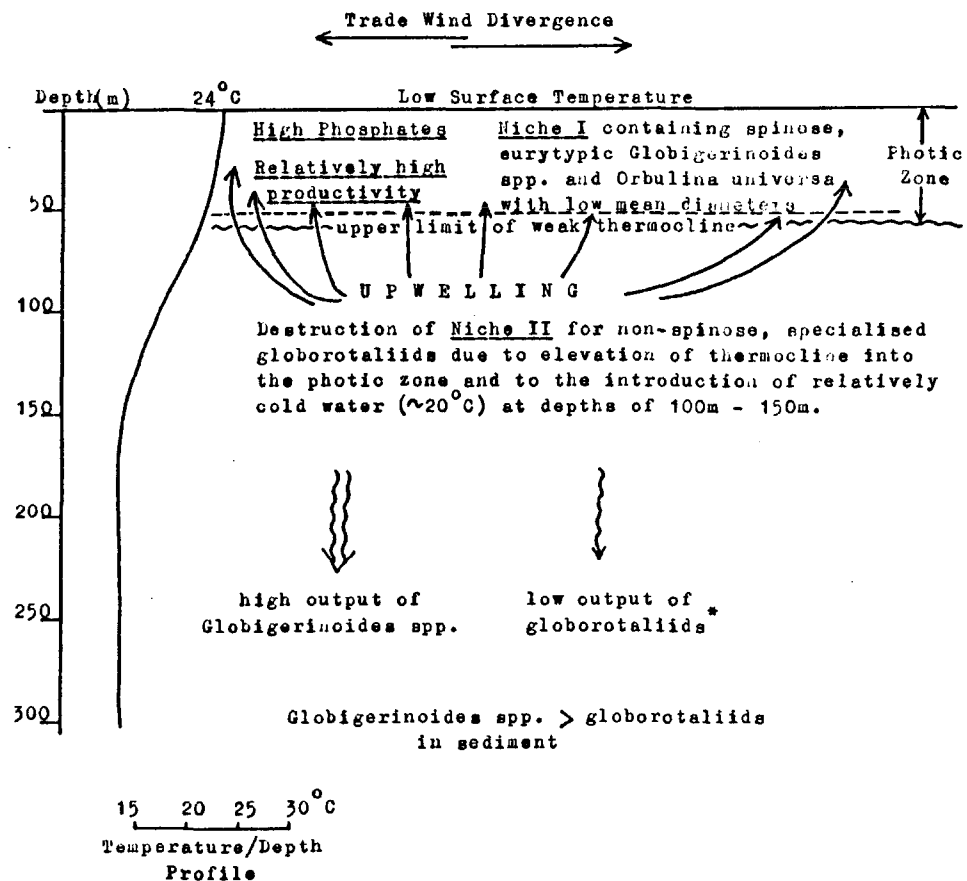 Trade Wind Divergence
Depth(m) 24°C Low Surface Temperature
High Phosphates
Relatively high
productivity
Niche I containing spinose,
eurytypic Globigerinoides
spp. and Orbulina universa
with low mean diameters
Photic
Zone
upper limit of weak thermocline
UPWELLING
Destruction of Niche II for non-spinose, specialised
globorotaliids due to elevation of thermocline into
the photic zone and to the introduction of relatively
cold water (~20°C) at depths of 100m - 150m.
50
100
150
200
250
300
high output of
Globigerinoides spp.
low output of
globorotaliids*
Globigerinoides spp. > globorotaliids
in sediment
15 20 25 30°C
Temperature/Depth
Profile